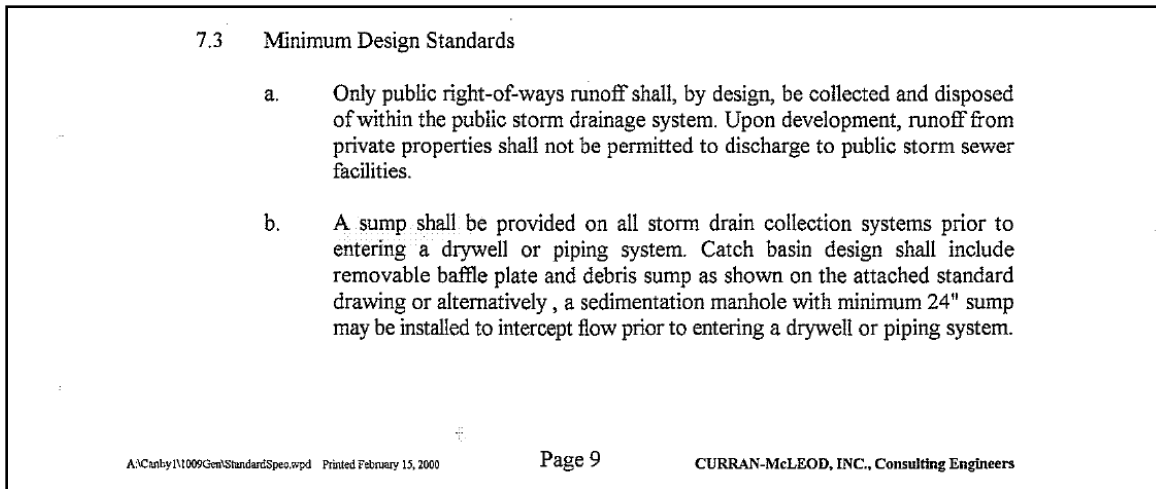 7.3 Minimum Design Standards
a. Only public right-of-ways runoff shall, by design, be collected and disposed
of within the public storm drainage system. Upon development, runoff from
private properties shall not be permitted to discharge to public storm sewer
facilities.
b. A sump shall be provided on all storm drain collection systems prior to
entering a drywell or piping system. Catch basin design shall include
removable baffle plate and debris sump as shown on the attached standard
drawing or alternatively , a sedimentation manhole with minimum 24" sump
may be installed to intercept flow prior to entering a drywell or piping system.
A:\Canby1\1009Gen\StandardSpec.wpd Printed February 15, 2000 Page 9 CURRAN-McLEOD, INC., Consulting Engineers